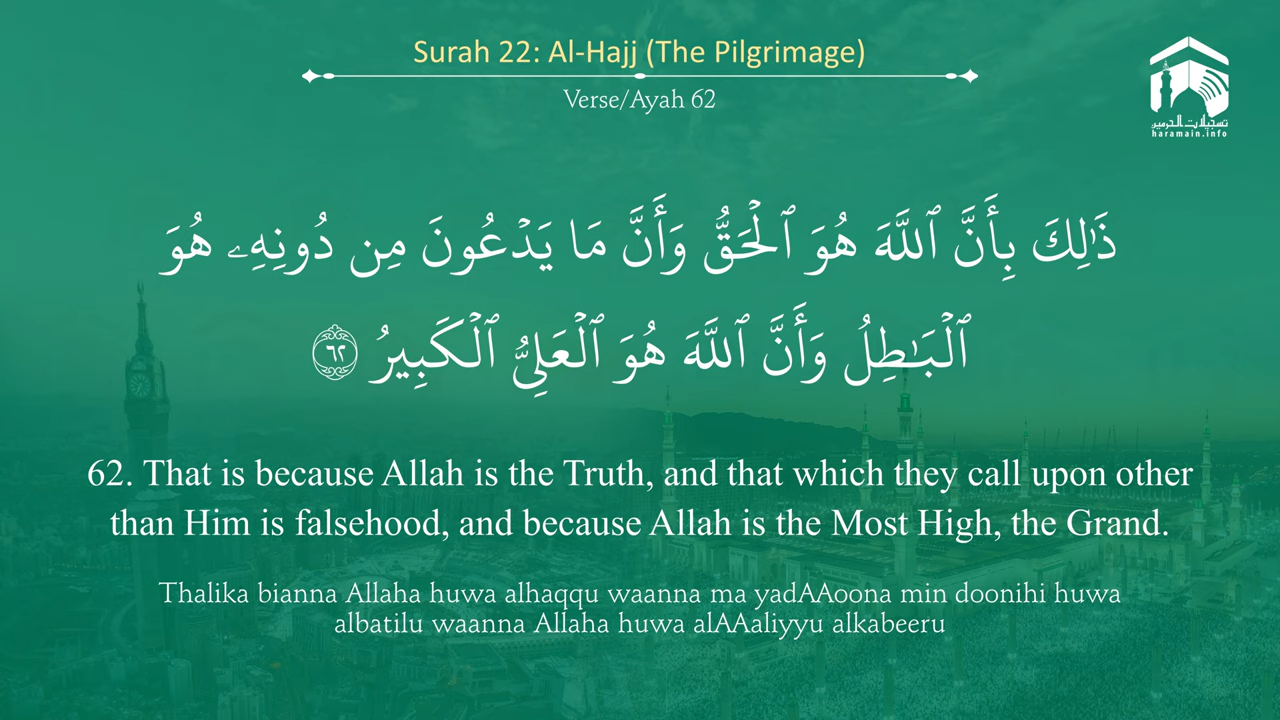 Surah 22: Al-Hajj (The Pilgrimage)
Verse/Ayah 62
تسجيلات الحرمين
haramain.info
ذَٰلِكَ بِأَنَّ ٱللَّهَ هُوَ ٱلْحَقُّ وَأَنَّ مَا يَدْعُونَ مِن دُونِهِۦ هُوَ
ٱلْبَـٰطِلُ وَأَنَّ ٱللَّهَ هُوَ ٱلْعَلِىُّ ٱلْكَبِيرُ ٦٢
62. That is because Allah is the Truth, and that which they call upon other
than Him is falsehood, and because Allah is the Most High, the Grand.
Thalika bianna Allaha huwa alhaqqu waanna ma yadAAoona min doonihi huwa
albatilu waanna Allaha huwa alAAaliyyu alkabeeru